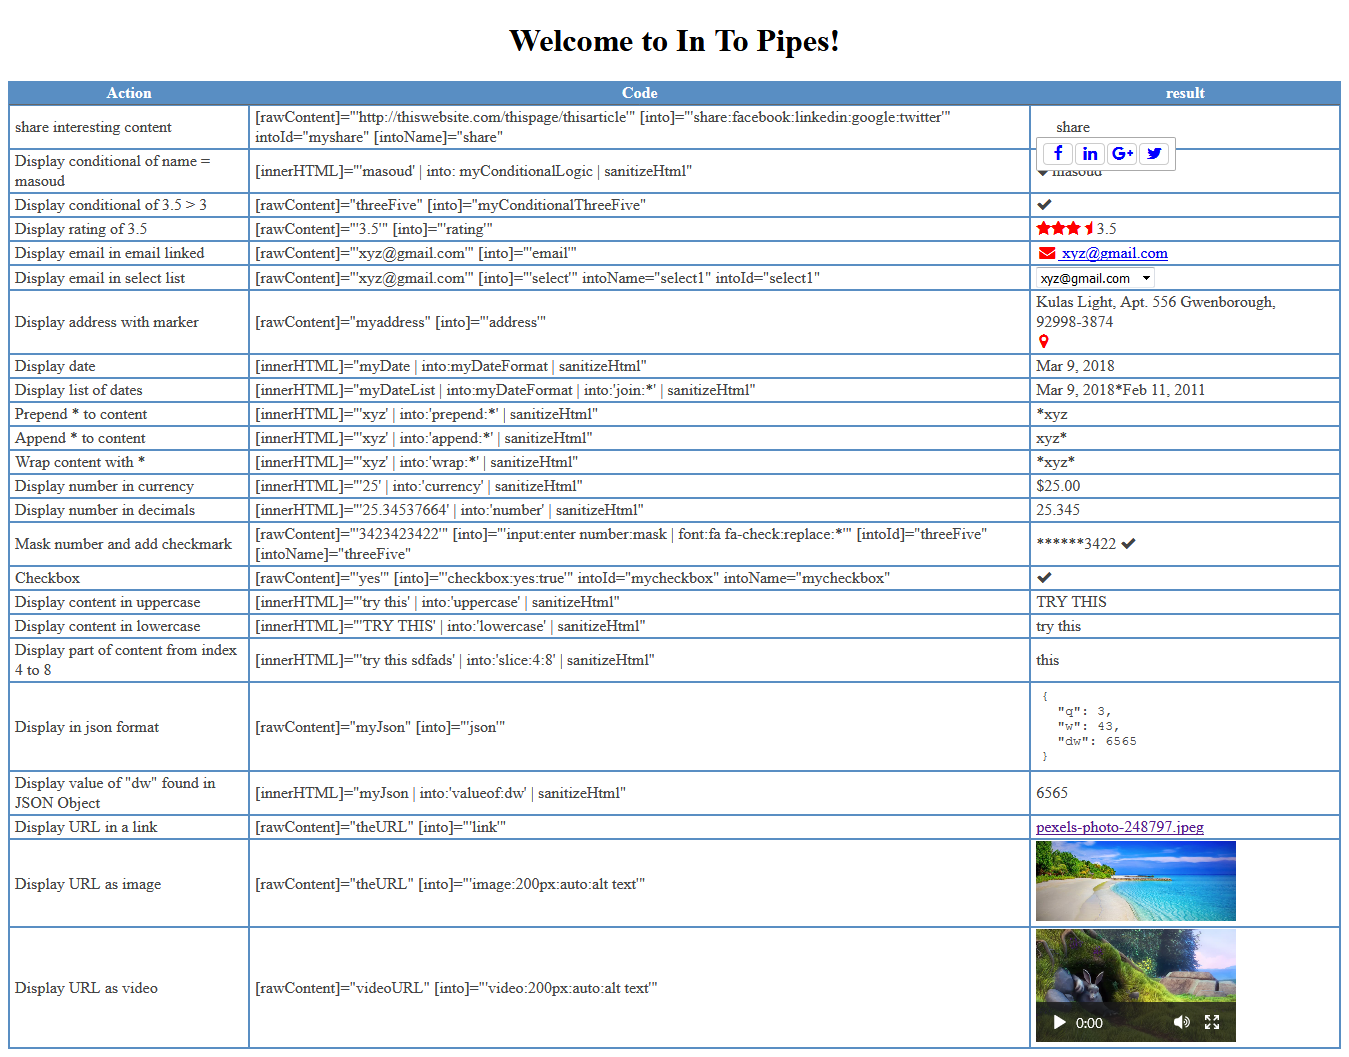 Welcome to In To Pipes!
Action Code result
share interesting content
[rawContent]="'http://thiswebsite.com/thispage/thisarticle'" [into]="'share:facebook:linkedin:google:twitter'"
intoId="myshare" [intoName]="share"
share
Display conditional of name =
masoud
[innerHTML]="'masoud' | into: myConditionalLogic | sanitizeHtml"
f in G+
masoud
Display conditional of 3.5 > 3
[rawContent]="threeFive" [into]="myConditionalThreeFive"
Display rating of 3.5
[rawContent]="'3.5'" [into]="'rating'"
3.5
Display email in email linked
[rawContent]="'xyz@gmail.com'" [into]="'email'"
xyz@gmail.com
Display email in select list
[rawContent]="'xyz@gmail.com'" [into]="'select'" intoName="select1" intoId="select1"
xyz@gmail.com
Display address with marker
[rawContent]="myaddress" [into]="'address'"
Kulas Light, Apt. 556 Gwenborough,
92998-3874
Display date
[innerHTML]="myDate | into:myDateFormat | sanitizeHtml"
Mar 9, 2018
Display list of dates
[innerHTML]="myDateList | into:myDateFormat | into:'join:*' | sanitizeHtml"
Mar 9, 2018*Feb 11, 2011
Prepend * to content
[innerHTML]="'xyz' | into:'prepend:*' | sanitizeHtml"
*xyz
Append * to content
[innerHTML]="'xyz' | into:'append:*' | sanitizeHtml"
xyz*
Wrap content with *
[innerHTML]="'xyz' | into:'wrap:*' | sanitizeHtml"
*xyz*
Display number in currency
[innerHTML]="'25' | into:'currency' | sanitizeHtml"
$25.00
Display number in decimals
[innerHTML]="'25.34537664' | into:'number' | sanitizeHtml"
25.345
Mask number and add checkmark
[rawContent]="'3423423422'" [into]="'input:enter number:mask | font:fa fa-check:replace:*'" [intoId]="threeFive"
[intoName]="threeFive"
******3422
Checkbox
[rawContent]="'yes'" [into]="'checkbox:yes:true'" intoId="mycheckbox" intoName="mycheckbox"
Display content in uppercase
[innerHTML]="'try this' | into:'uppercase' | sanitizeHtml"
TRY THIS
Display content in lowercase
[innerHTML]="'TRY THIS' | into:'lowercase' | sanitizeHtml"
try this
Display part of content from index
4 to 8
[innerHTML]="'try this sdfads' | into:'slice:4:8' | sanitizeHtml"
this
Display in json format
[rawContent]="myJson" [into]="'json'"
{
"q": 3,
"w": 43,
"dw": 6565
}
Display value of "dw" found in
JSON Object
[innerHTML]="myJson | into:'valueof:dw' | sanitizeHtml"
6565
Display URL in a link
[rawContent]="theURL" [into]="'link'"
pexels-photo-248797.jpeg
Display URL as image
[rawContent]="theURL" [into]="'image:200px:auto:alt text'"
Display URL as video
[rawContent]="videoURL" [into]="'video:200px:auto:alt text'"
0:00